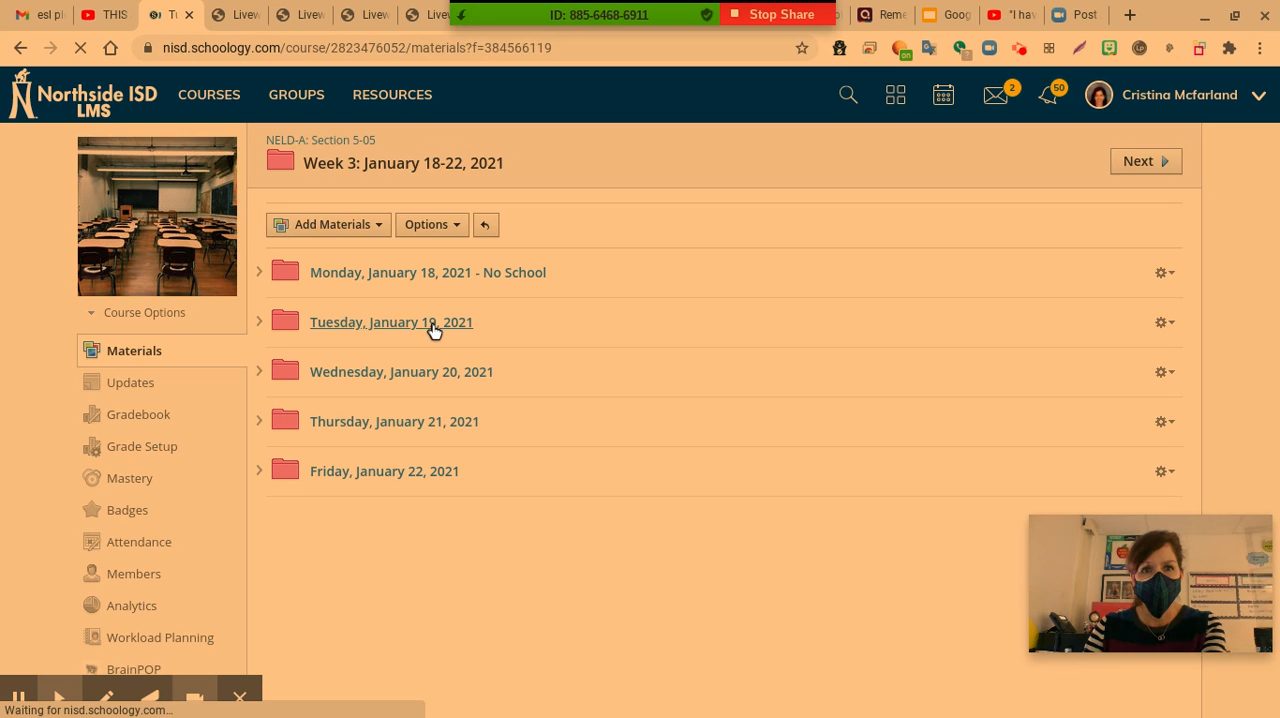 esl pl
THIS
Tu
Livew
Livew
Livew
Livew
ID: 885-6468-6911
Stop Share
Reme
Goog
"I hav
Post
nisd.schoology.com/course/2823476052/materials?f=384566119
on
Northside ISD
LMS
COURSES
GROUPS
RESOURCES
2
50
Cristina Mcfarland
NELD-A: Section 5-05
Week 3: January 18-22, 2021
Next
Add Materials
Options
Monday, January 18, 2021 - No School
Tuesday, January 19, 2021
Wednesday, January 20, 2021
Thursday, January 21, 2021
Friday, January 22, 2021
Course Options
Materials
Updates
Gradebook
Grade Setup
Mastery
Badges
Attendance
Members
Analytics
Workload Planning
BrainPOP
Waiting for nisd.schoology.com...